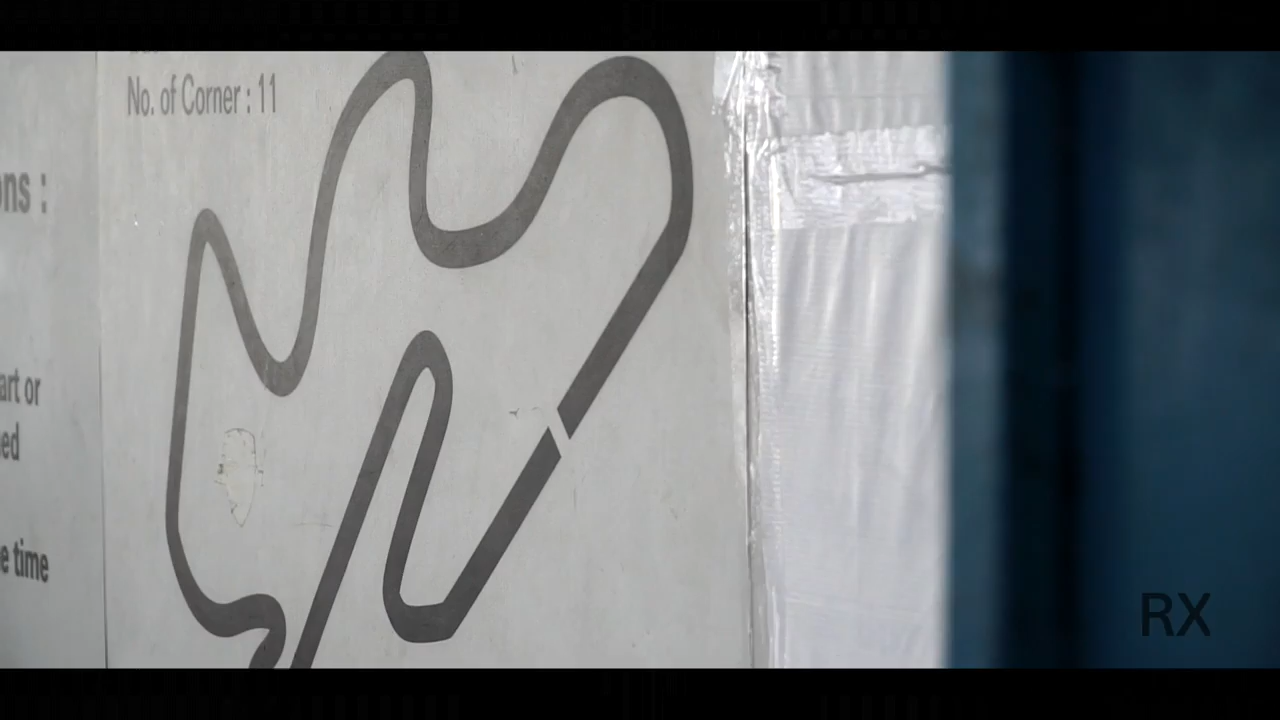 No. of Corner : 11
ons :
art or
ed
e time
RX